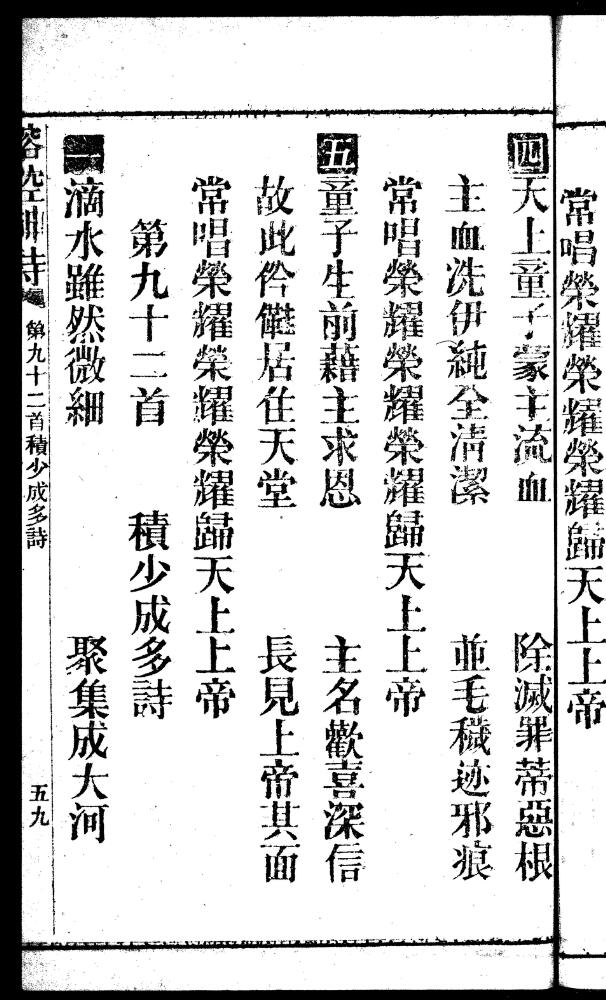 常唱榮耀榮耀榮耀歸天上上帝
四 天上童子蒙主流血 除滅罪蒂惡根
主血洗伊純全清潔 並毛穢迹邪痕
常唱榮耀榮耀榮耀歸天上上帝
五 童子生前藉主求恩 主名歡喜深信
故此伱㑚居住天堂 長見上帝其面
常唱榮耀榮耀榮耀歸天上上帝
第九十二首 積少成多詩
一 滴水雖然微細 聚集成大河
榕腔神詩 第九十二首積少成多詩 五九